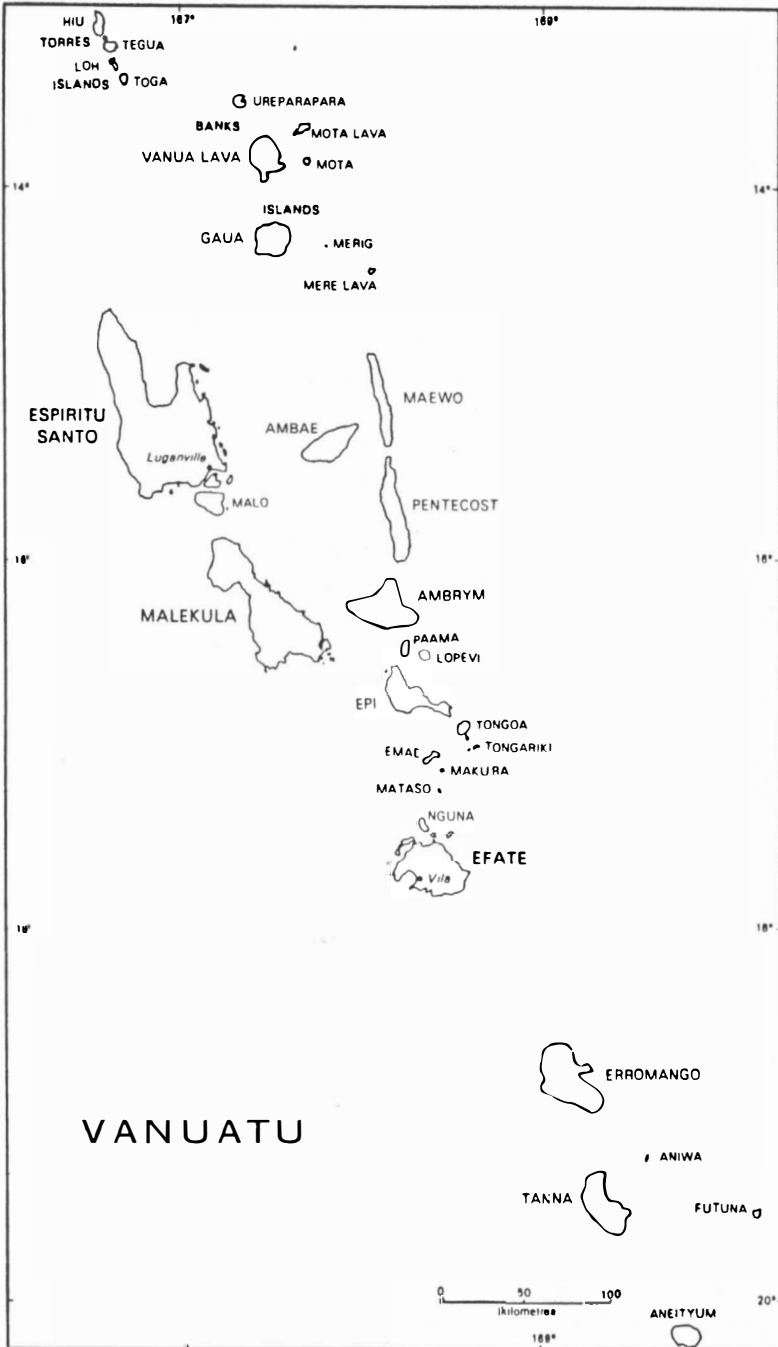 167°
169°
HIU
TORRES
TEGUA
LOH
ISLANDS
TOGA
UREPARAPARA
BANKS
MOTA LAVA
VANUA LAVA
MOTA
14°
14°
ISLANDS
GAUA
MERIG
MERE LAVA
MAEWO
ESPIRITU
SANTO
AMBAE
Luganville
MALO
PENTECOST
16°
16°
AMBRYM
MALEKULA
PAAMA
LOPEVI
EPI
TONGOA
EMAE
TONGARIKI
MAKURA
MATASO
NGUNA
EFATE
Vila
18°
18°
ERROMANGO
VANUATU
ANIWA
TANNA
FUTUNA
0 50 100
kilometres
20°
ANEITYUM
169°